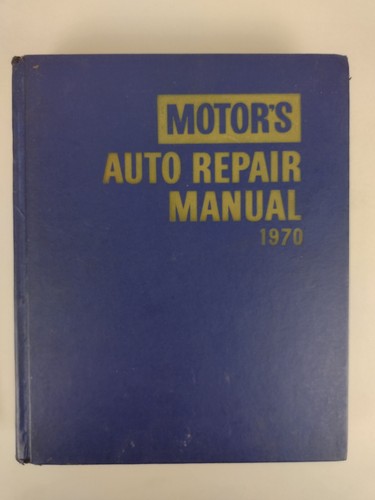 MOTOR'S
AUTO REPAIR
MANUAL
1970